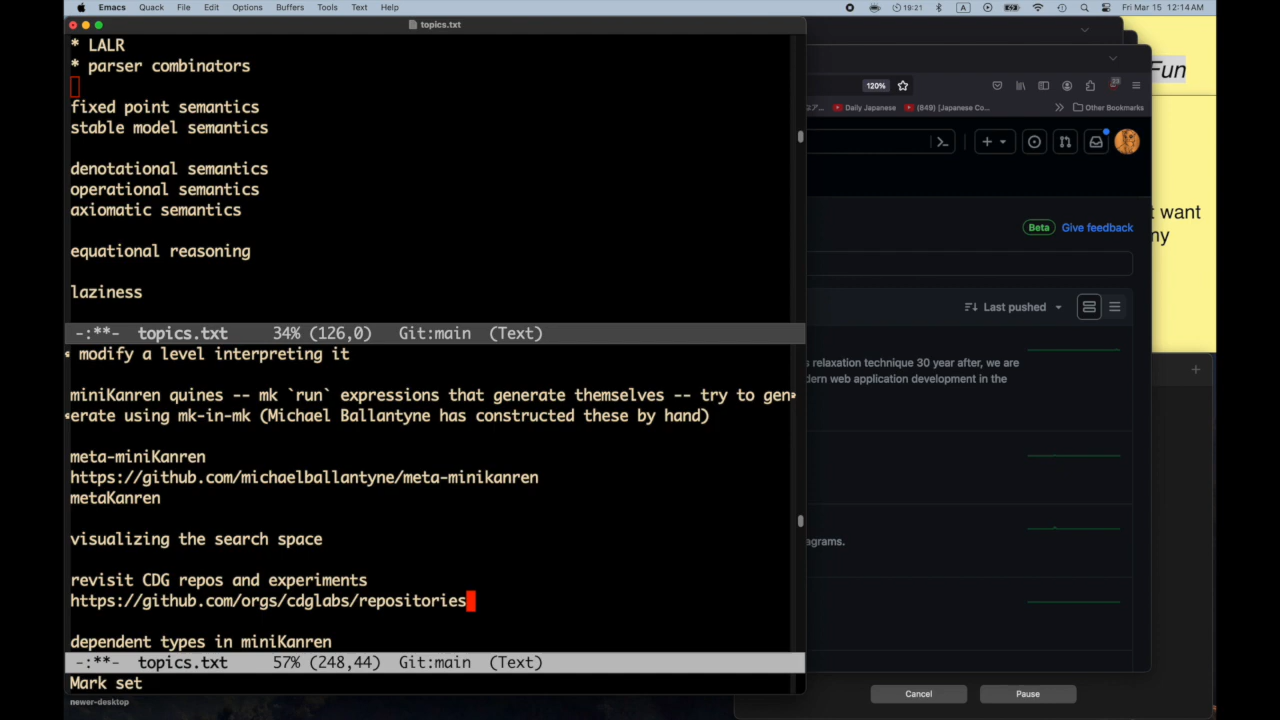 Emacs Quack File Edit Options Buffers Tools Text Help
19:21 A Fri Mar 15 12:14 AM
topics.txt
* LALR
* parser combinators
fixed point semantics
stable model semantics
denotational semantics
operational semantics
axiomatic semantics
equational reasoning
laziness
-:**- topics.txt 34% (126,0) Git:main (Text)
modify a level interpreting it
miniKanren quines -- mk `run` expressions that generate themselves -- try to gen
erate using mk-in-mk (Michael Ballantyne has constructed these by hand)
meta-miniKanren
https://github.com/michaelballantyne/meta-minikanren
metaKanren
visualizing the search space
revisit CDG repos and experiments
https://github.com/orgs/cdglabs/repositories
dependent types in miniKanren
-:**- topics.txt 57% (248,44) Git:main (Text)
Mark set
newer-desktop
Fun
120%
Daily Japanese (849) [Japanese Co... Other Bookmarks
t want
Beta Give feedback
Last pushed
s relaxation technique 30 year after, we are
dern web application development in the
agrams.
Cancel Pause